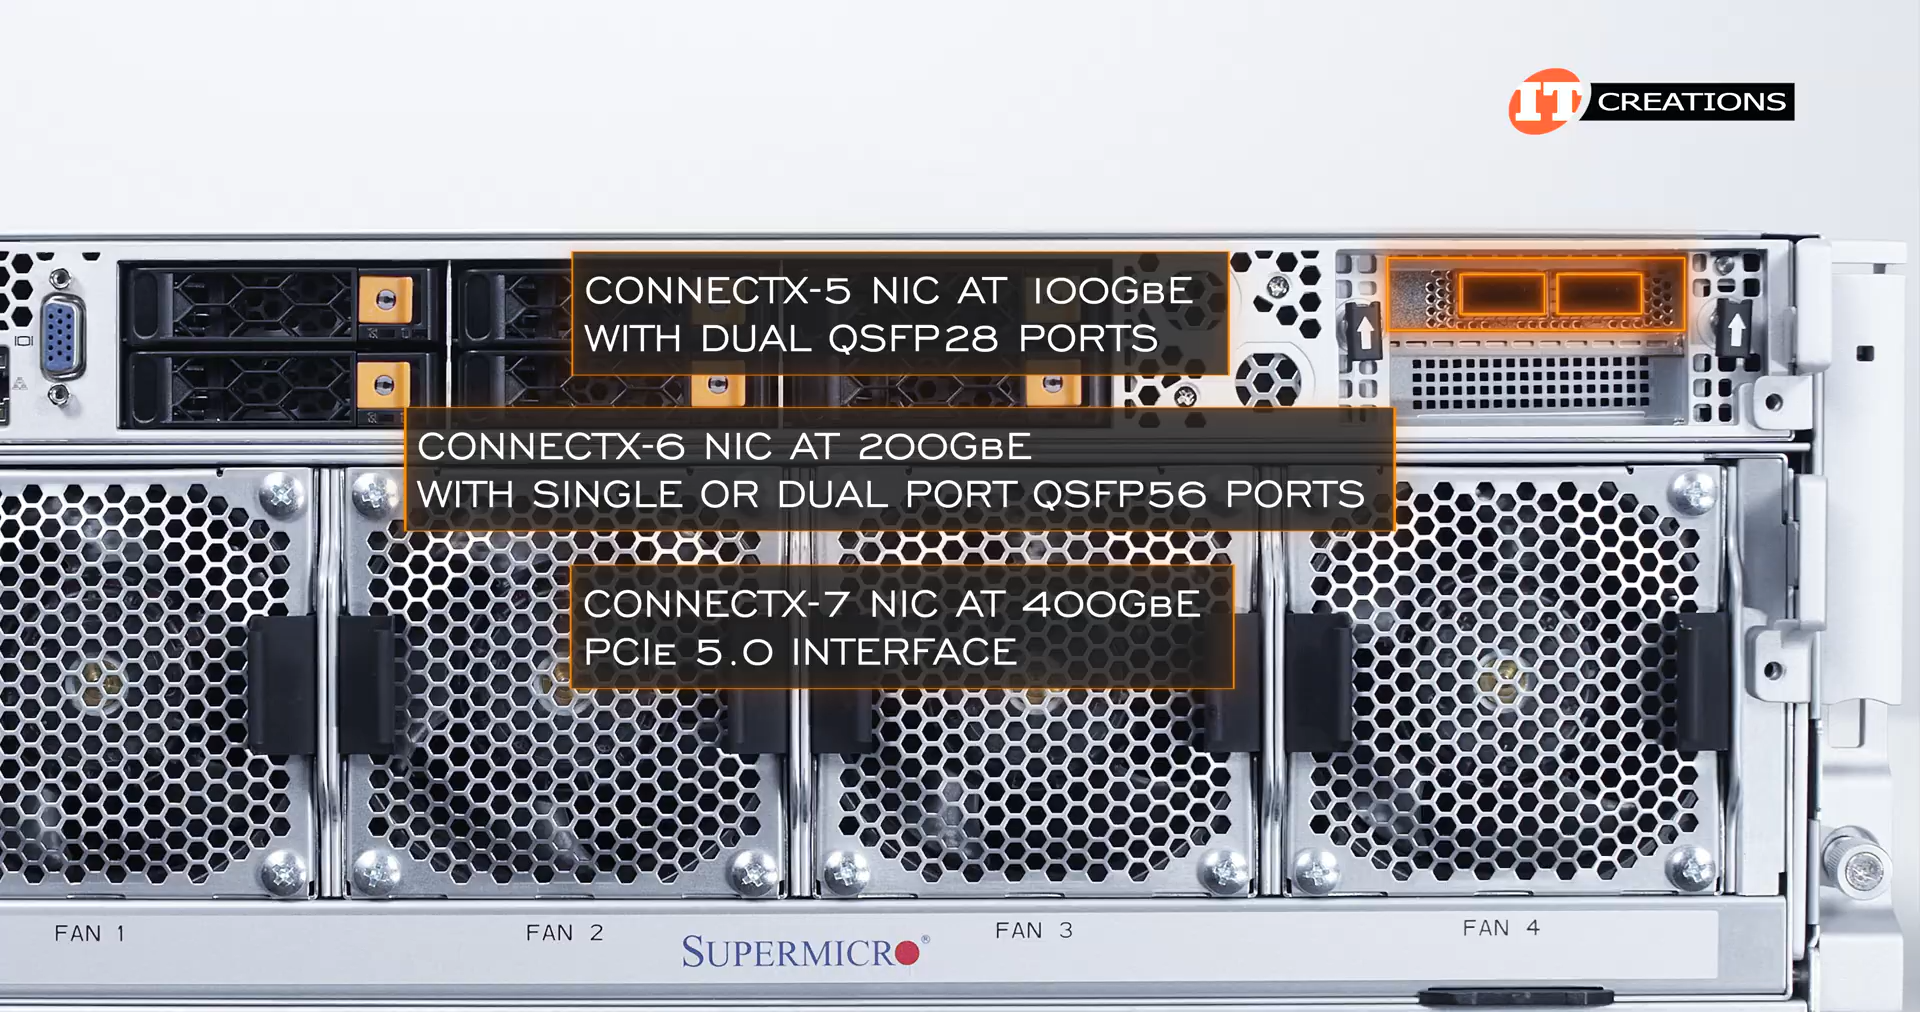 IT CREATIONS
CONNECTX-5 NIC AT 100GbE
WITH DUAL QSFP28 PORTS
CONNECTX-6 NIC AT 200GbE
WITH SINGLE OR DUAL PORT QSFP56 PORTS
CONNECTX-7 NIC AT 400GbE
PCIe 5.0 INTERFACE
FAN 1
FAN 2
FAN 3
FAN 4
SUPERMICRO®